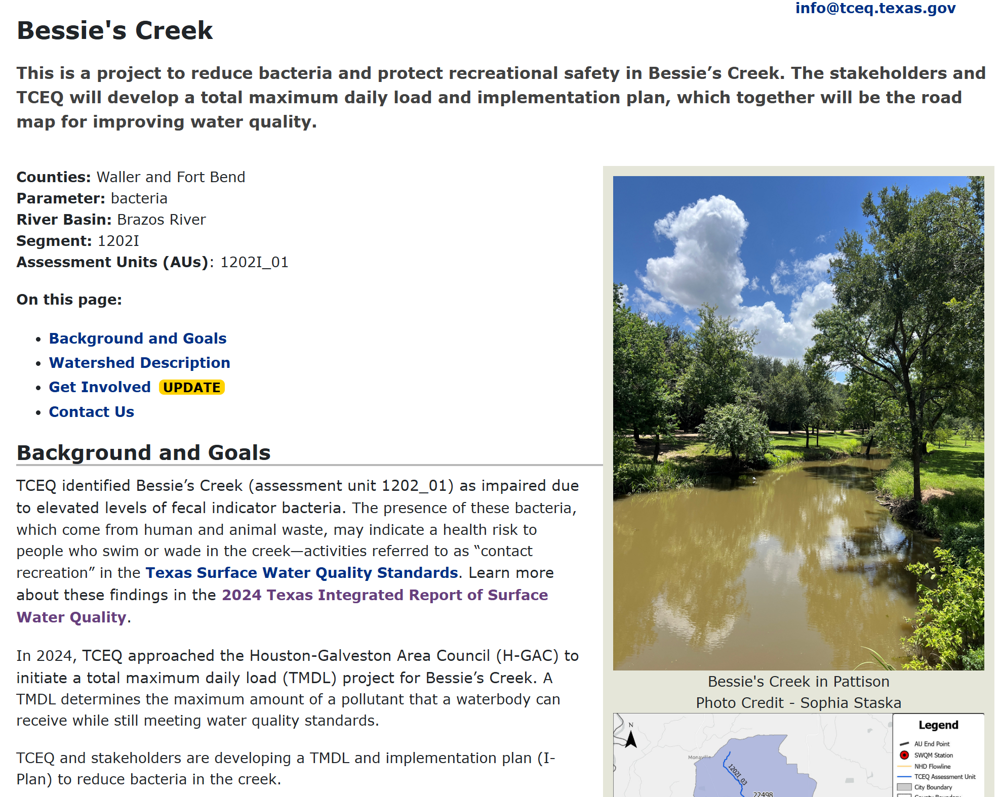 info@tceq.texas.gov
Bessie's Creek
This is a project to reduce bacteria and protect recreational safety in Bessie’s Creek. The stakeholders and
TCEQ will develop a total maximum daily load and implementation plan, which together will be the road
map for improving water quality.
Counties: Waller and Fort Bend
Parameter: bacteria
River Basin: Brazos River
Segment: 1202I
Assessment Units (AUs): 1202I_01
On this page:
• Background and Goals
• Watershed Description
• Get Involved UPDATE
• Contact Us
Background and Goals
TCEQ identified Bessie’s Creek (assessment unit 1202_01) as impaired due
to elevated levels of fecal indicator bacteria. The presence of these bacteria,
which come from human and animal waste, may indicate a health risk to
people who swim or wade in the creek—activities referred to as “contact
recreation” in the Texas Surface Water Quality Standards. Learn more
about these findings in the 2024 Texas Integrated Report of Surface
Water Quality.
In 2024, TCEQ approached the Houston-Galveston Area Council (H-GAC) to
initiate a total maximum daily load (TMDL) project for Bessie’s Creek. A
TMDL determines the maximum amount of a pollutant that a waterbody can
receive while still meeting water quality standards.
TCEQ and stakeholders are developing a TMDL and implementation plan (I-
Plan) to reduce bacteria in the creek.
Bessie's Creek in Pattison
Photo Credit - Sophia Staska
N
Monaville
1202I_03
22498
Legend
AU End Point
SWQM Station
NHD Flowline
TCEQ Assessment Unit
City Boundary
County Boundary